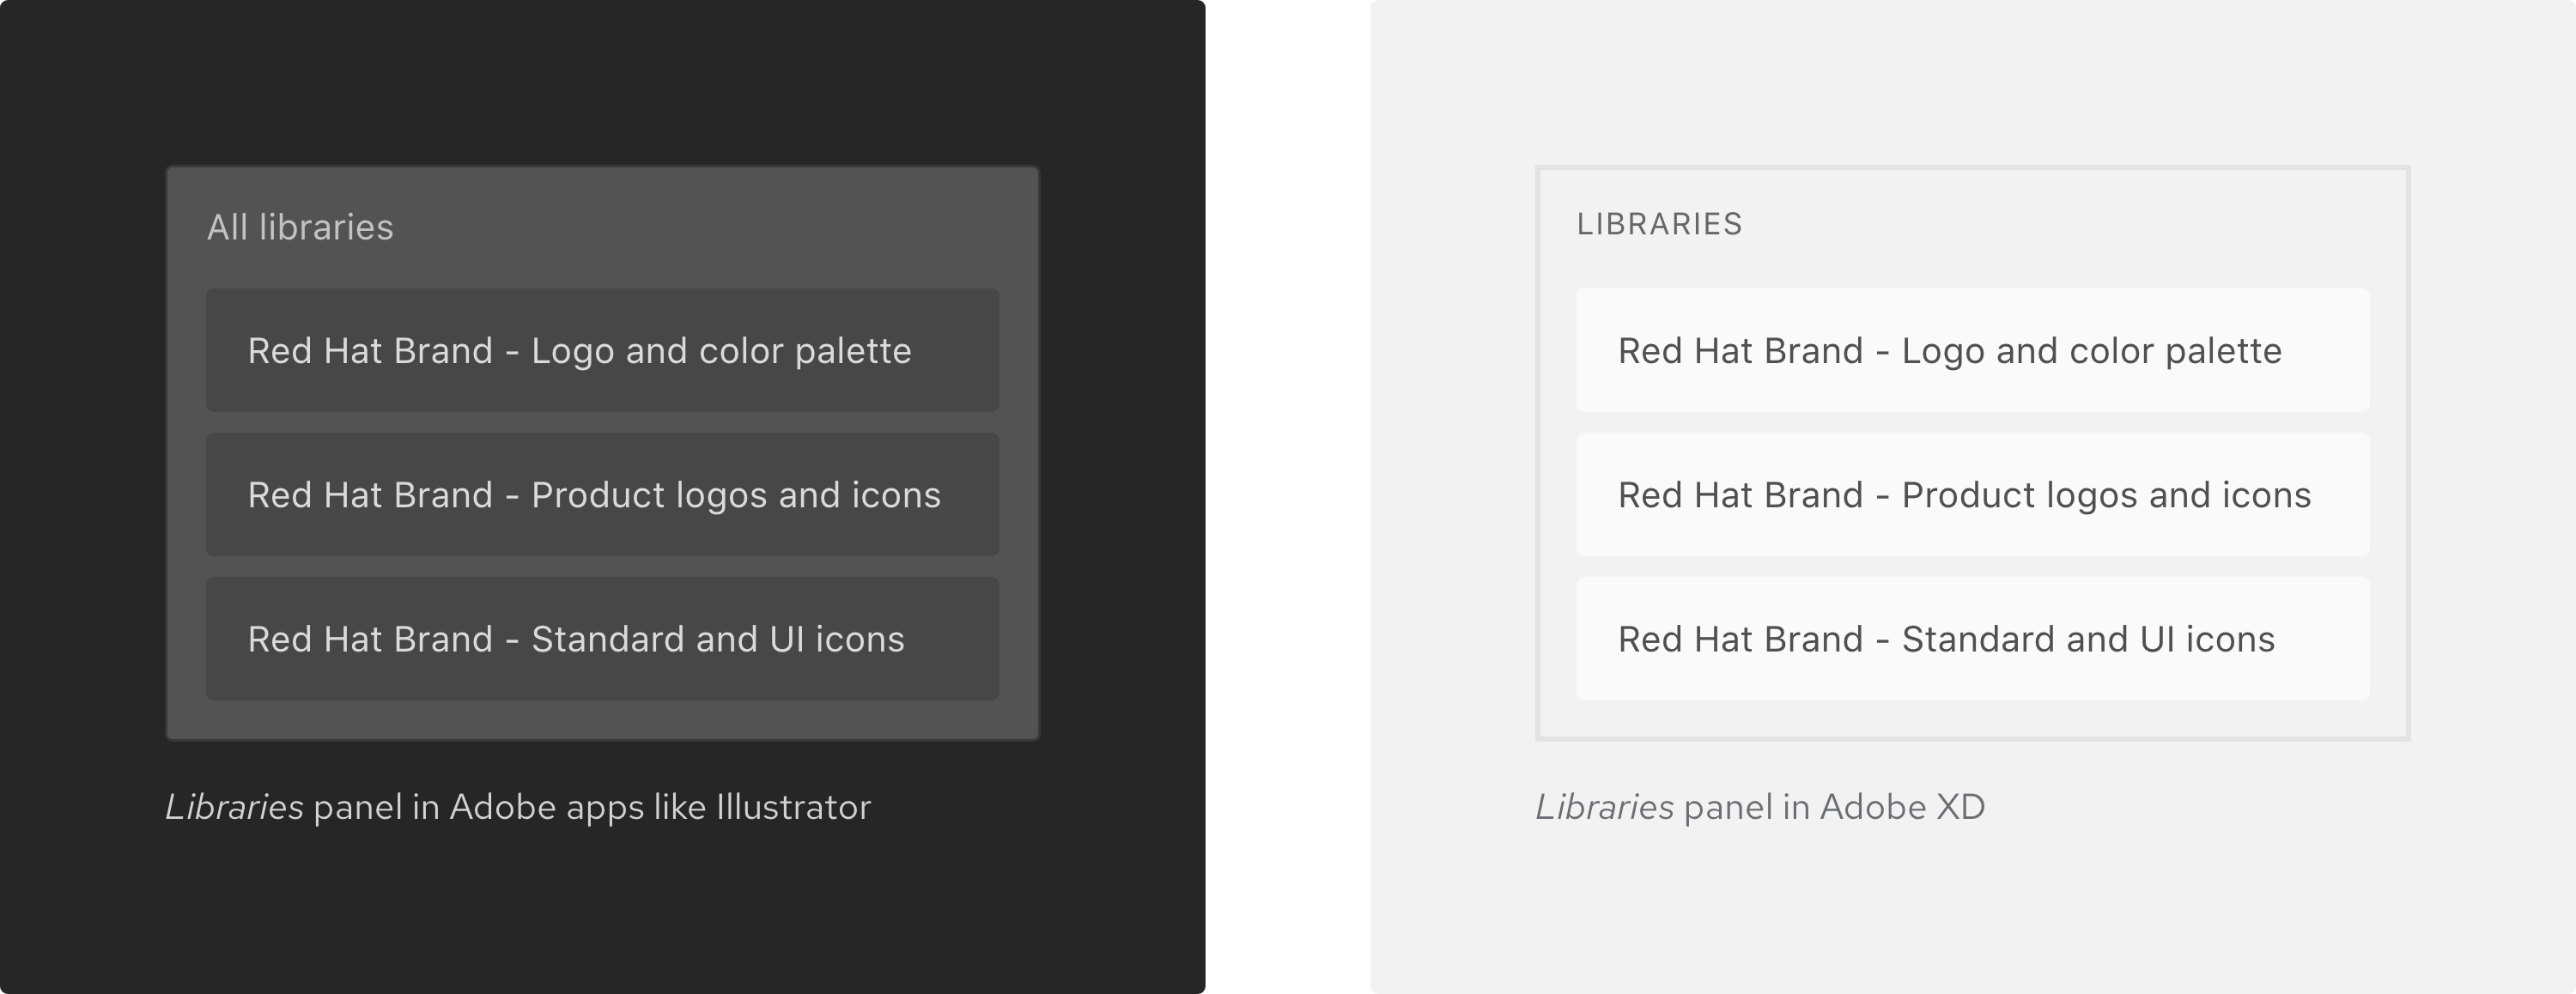 All libraries
Red Hat Brand - Logo and color palette
Red Hat Brand - Product logos and icons
Red Hat Brand - Standard and UI icons
Libraries panel in Adobe apps like Illustrator
LIBRARIES
Red Hat Brand - Logo and color palette
Red Hat Brand - Product logos and icons
Red Hat Brand - Standard and UI icons
Libraries panel in Adobe XD